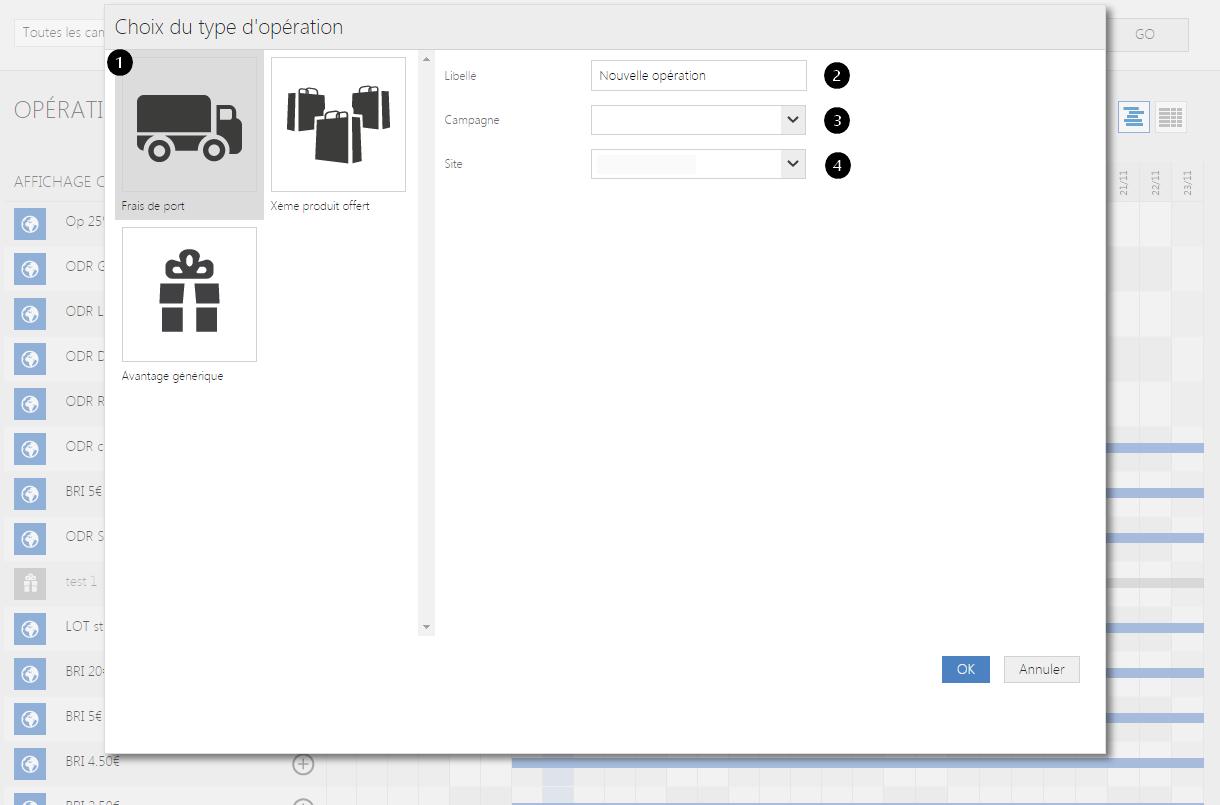 Choix du type d'opération
1
Frais de port
Xeme produit offert
Avantage générique
Libelle
Nouvelle opération
2
Campagne
3
Site
4
OK
Annuler
Toutes les
GO
OPÉRATI
AFFICHAGE C
21/11
22/11
23/11
Op 25
ODR G
ODR L
ODR D
ODR R
ODR c
BRI 5€
ODR S
test 1
LOT st
BRI 20
BRI 5€
BRI 4.50€
BRI 2.50€